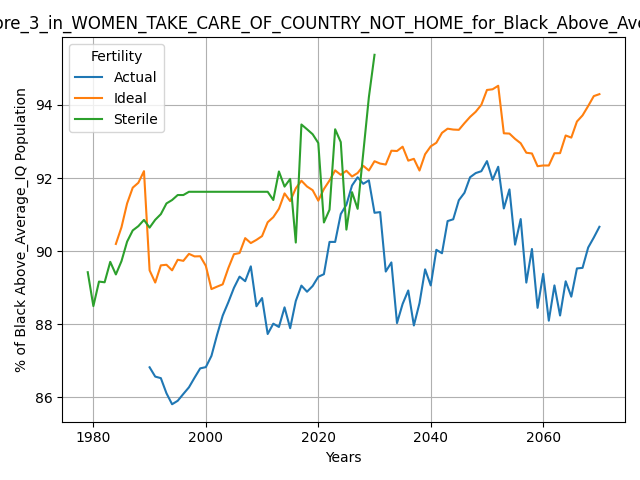 ore_3_in_WOMEN_TAKE_CARE_OF_COUNTRY_NOT_HOME_for_Black_Above_Ave
Fertility
Actual
Ideal
Sterile
% of Black Above_Average_IQ Population
94
92
90
88
86
1980
2000
2020
2040
2060
Years